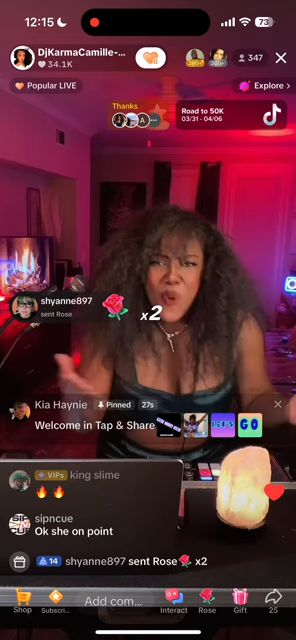 12:15
73
DjKarmaCamille-...
34.1K
347
Popular LIVE
Explore >
Thanks
A
Road to 50K
03/31 - 04/06
shyanne897
sent Rose
x2
Kia Haynie Pinned 27s
Welcome in Tap & Share
LET'S
GO
VIPs king slime
sipncue
Ok she on point
14 shyanne897 sent Rose x2
Shop
Subscri...
Add com...
Interact
Rose
Gift
25